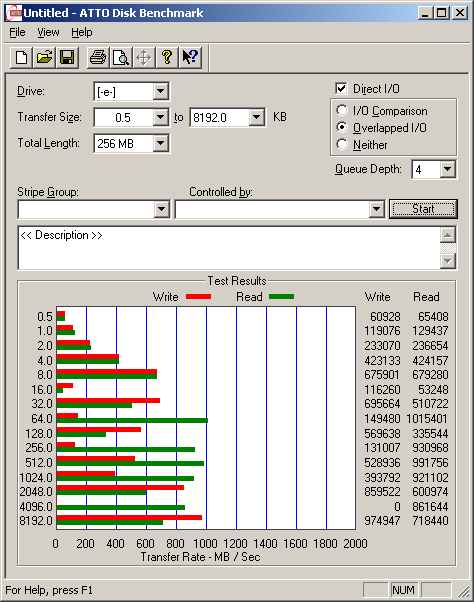 Untitled - ATTO Disk Benchmark
File View Help
Drive: [-e-] Direct I/O
Transfer Size: 0.5 to 8192.0 KB I/O Comparison
Overlapped I/O
Total Length: 256 MB Neither
Queue Depth: 4
Stripe Group: Controlled by: Start
<< Description >>
Test Results
Write Read Write Read
0.5 60928 65408
1.0 119076 129437
2.0 233070 236654
4.0 423133 424157
8.0 675901 679280
16.0 116260 53248
32.0 695664 510722
64.0 149480 1015401
128.0 569638 335544
256.0 131007 930968
512.0 528936 991756
1024.0 393792 921102
2048.0 859522 600974
4096.0 0 861644
8192.0 974947 718440
0 200 400 600 800 1000 1200 1400 1600 1800 2000
Transfer Rate - MB / Sec
For Help, press F1 NUM